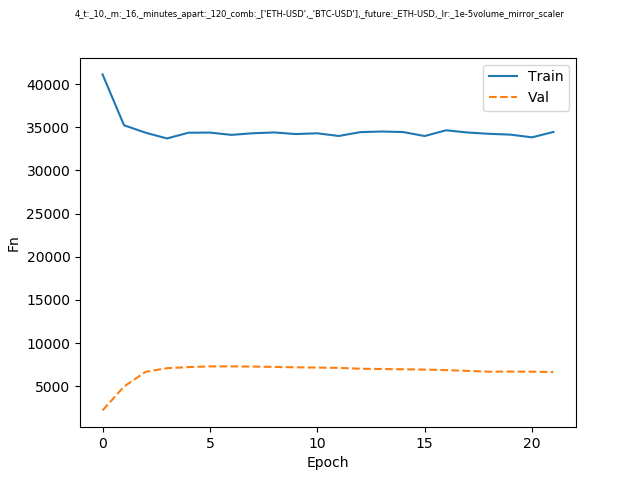 4_t:_10,_m:_16,_minutes_apart:_120_comb:_['ETH-USD',_'BTC-USD'],_future:_ETH-USD,_lr:_1e-5volume_mirror_scaler
Train
Val
40000
35000
30000
25000
20000
15000
10000
5000
Fn
0 5 10 15 20
Epoch